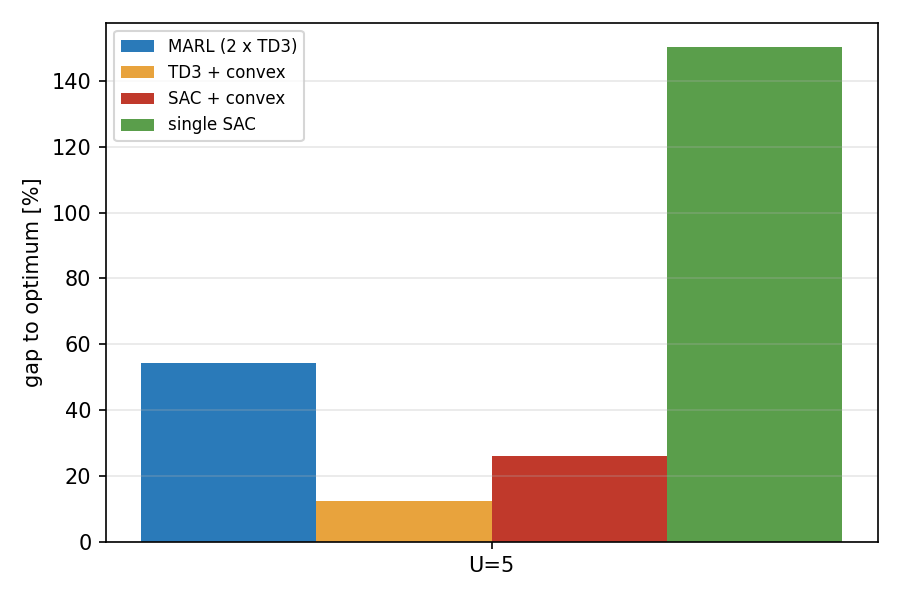 MARL (2 x TD3)
TD3 + convex
SAC + convex
single SAC
gap to optimum [%]
140
120
100
80
60
40
20
0
U=5